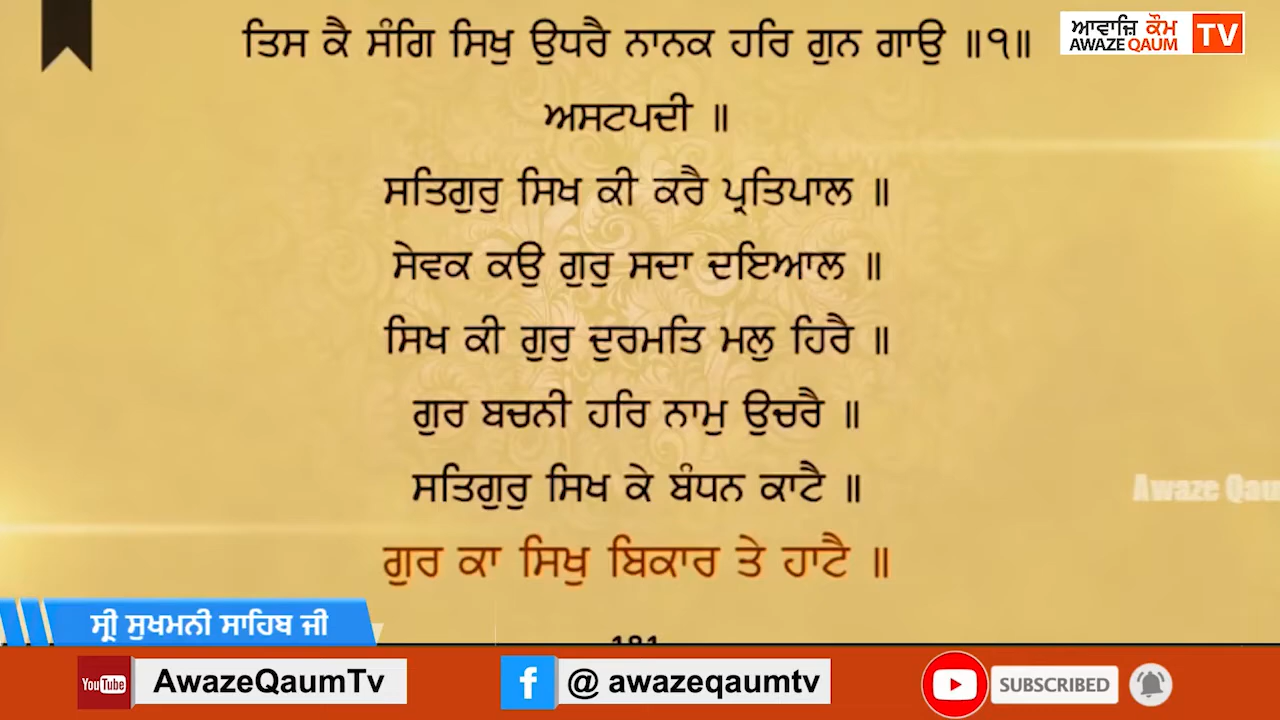 ਤਿਸ ਕੈ ਸੰਗਿ ਸਿਖੁ ਉਧਰੈ ਨਾਨਕ ਹਰਿ ਗੁਨ ਗਾਉ ॥੧॥
ਆਵਾਜ਼ਿ ਕੌਮ
AWAZE QAUM TV
ਅਸਟਪਦੀ ॥
ਸਤਿਗੁਰੁ ਸਿਖ ਕੀ ਕਰੈ ਪ੍ਰਤਿਪਾਲ ॥
ਸੇਵਕ ਕਉ ਗੁਰੁ ਸਦਾ ਦਇਆਲ ॥
ਸਿਖ ਕੀ ਗੁਰੁ ਦੁਰਮਤਿ ਮਲੁ ਹਿਰੈ ॥
ਗੁਰ ਬਚਨੀ ਹਰਿ ਨਾਮੁ ਉਚਰੈ ॥
ਸਤਿਗੁਰੁ ਸਿਖ ਕੇ ਬੰਧਨ ਕਾਟੈ ॥
Awaze Qau
ਗੁਰ ਕਾ ਸਿਖੁ ਬਿਕਾਰ ਤੇ ਹਾਟੈ ॥
ਸ੍ਰੀ ਸੁਖਮਨੀ ਸਾਹਿਬ ਜੀ
YouTube AwazeQaumTv
f @ awazeqaumtv
SUBSCRIBED